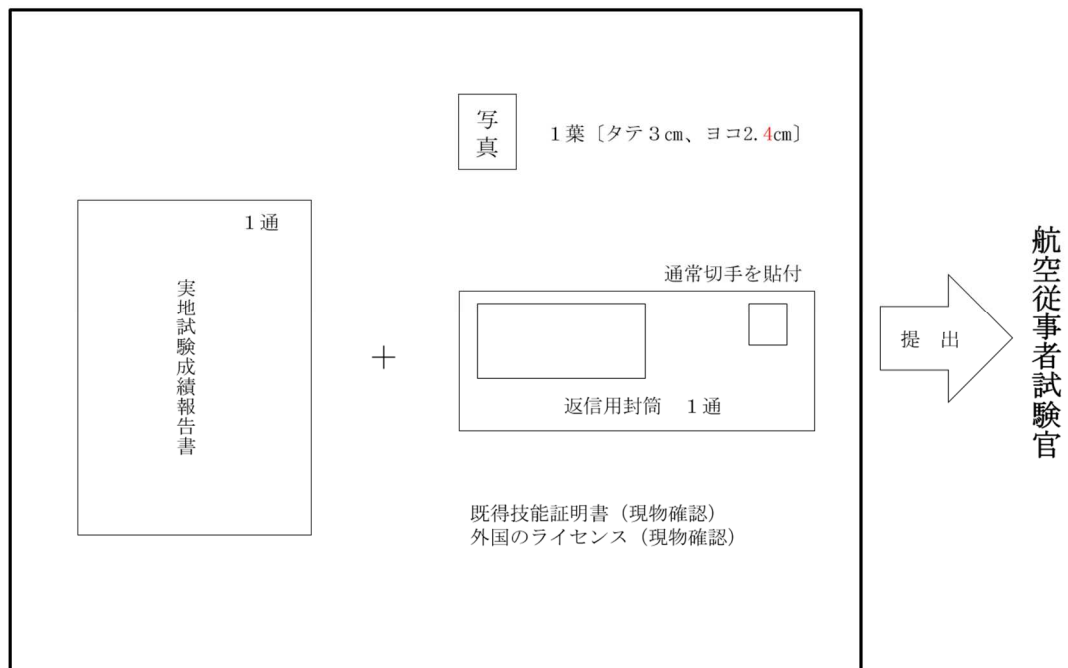 写真
1葉〔タテ3㎝、ヨコ2.4㎝〕
1通
実地試験成績報告書
＋
通常切手を貼付
返信用封筒　1通
既得技能証明書（現物確認）
外国のライセンス（現物確認）
提　出
航空従事者試験官